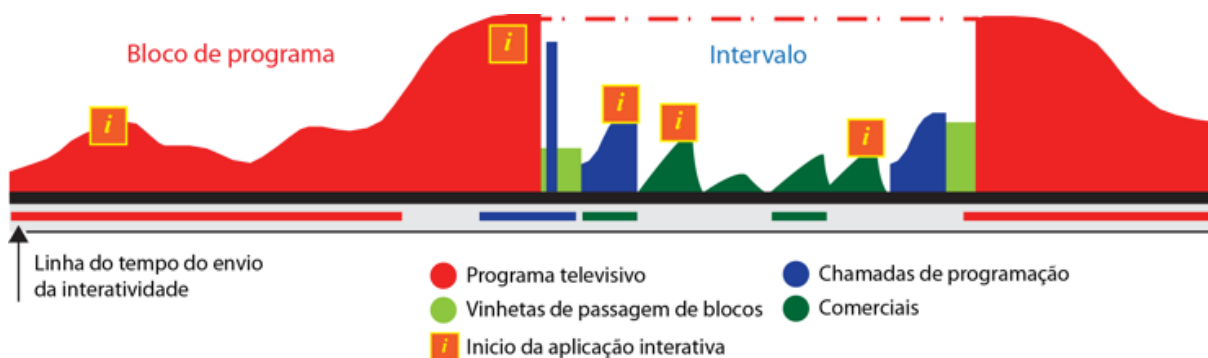 Bloco de programa
i
Intervalo
i
i
i
i
Linha do tempo do envio
da interatividade
Programa televisivo
Chamadas de programação
Vinhetas de passagem de blocos
Comerciais
i
Inicio da aplicação interativa